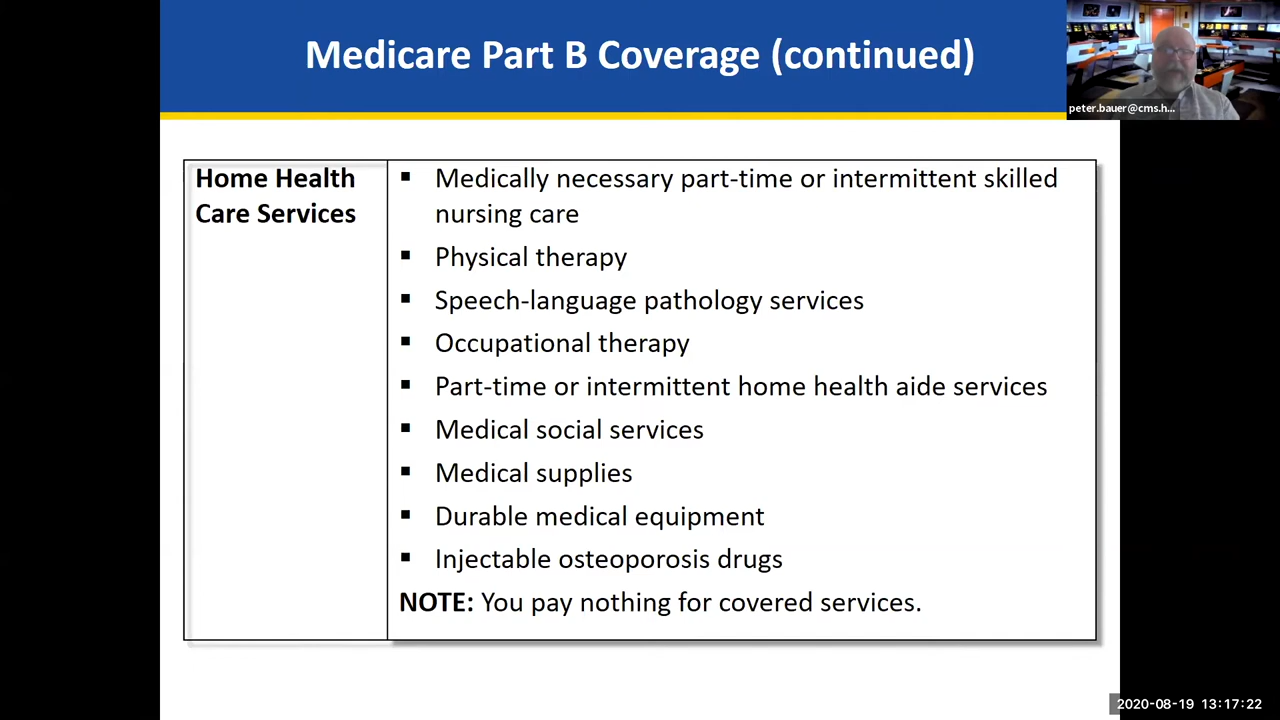 Medicare Part B Coverage (continued)
peter.bauer@cms.h...
Home Health
Care Services
▪ Medically necessary part-time or intermittent skilled
nursing care
▪ Physical therapy
▪ Speech-language pathology services
▪ Occupational therapy
▪ Part-time or intermittent home health aide services
▪ Medical social services
▪ Medical supplies
▪ Durable medical equipment
▪ Injectable osteoporosis drugs
NOTE: You pay nothing for covered services.
2020-08-19 13:17:22